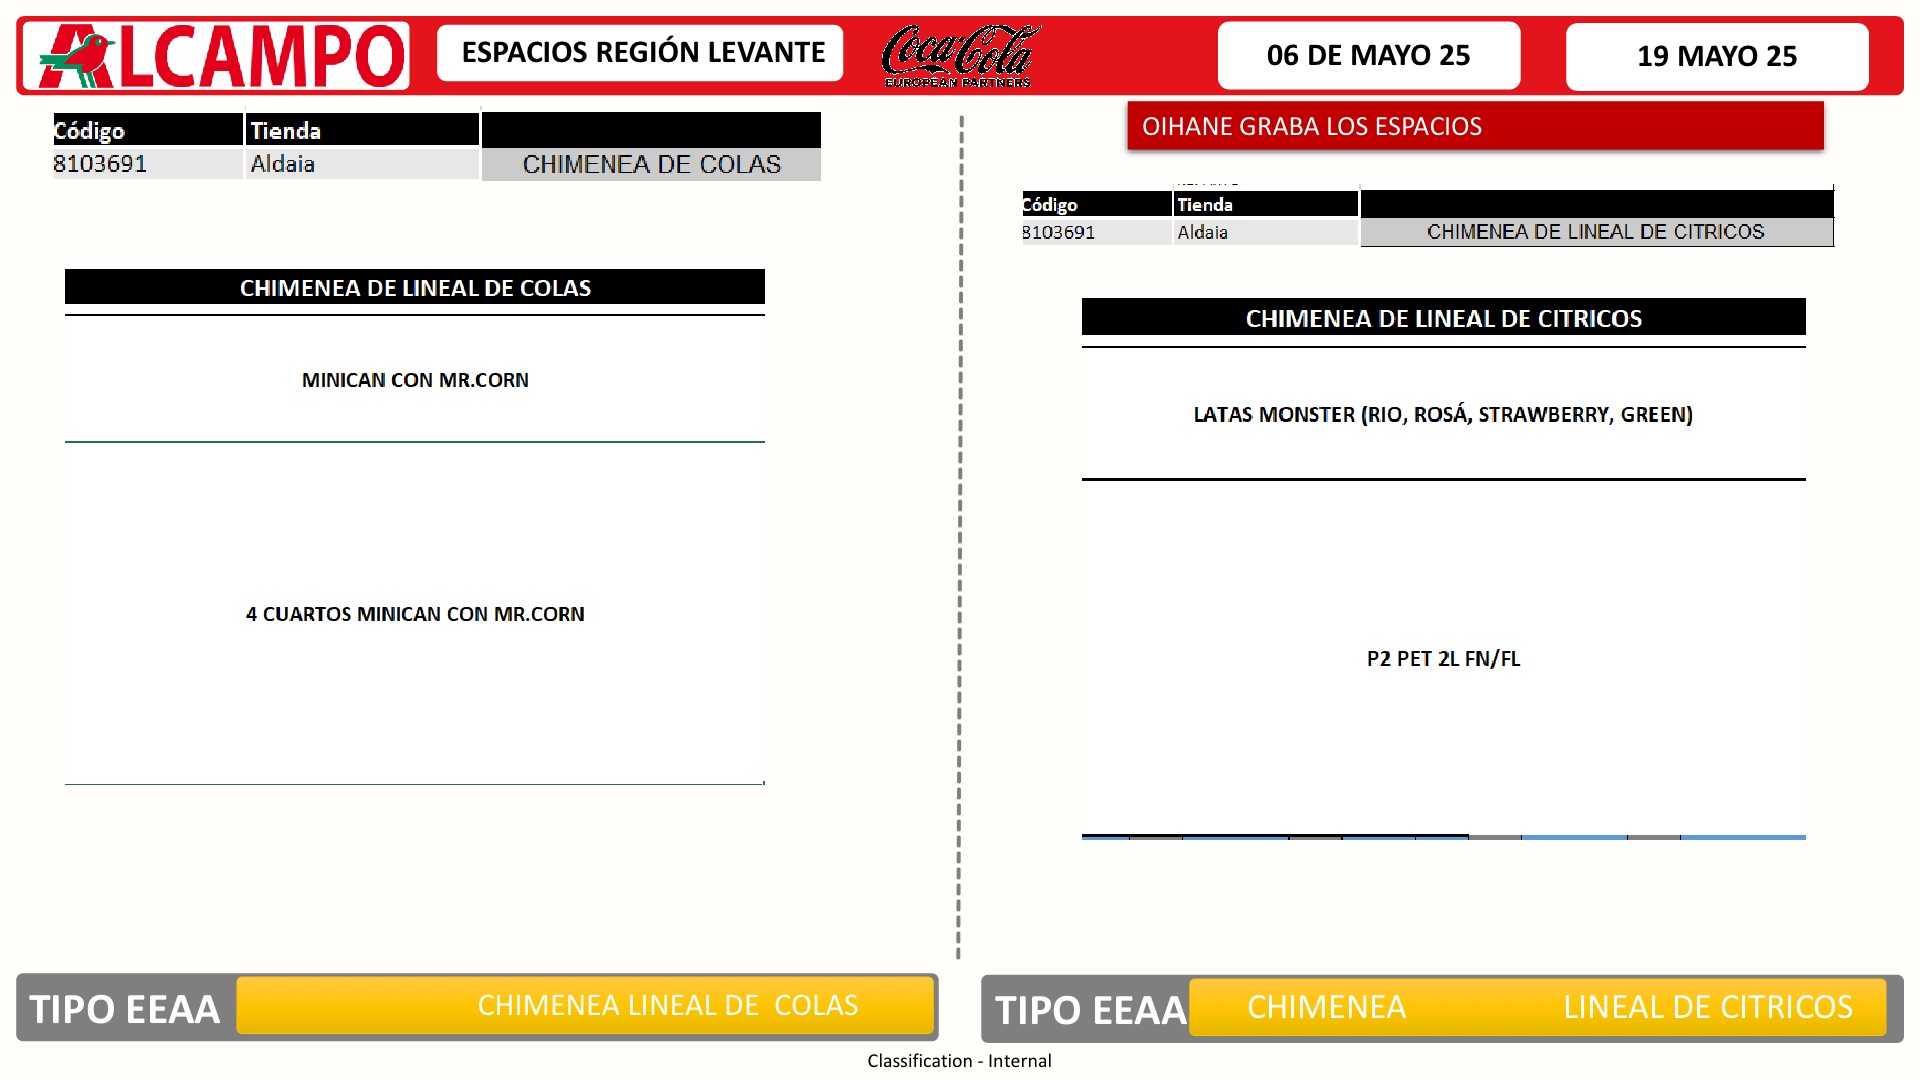 ALCAMPO
ESPACIOS REGIÓN LEVANTE
Coca-Cola
EUROPEAN PARTNERS
06 DE MAYO 25
19 MAYO 25
Código Tienda
8103691 Aldaia CHIMENEA DE COLAS
CHIMENEA DE LINEAL DE COLAS
MINICAN CON MR.CORN
4 CUARTOS MINICAN CON MR.CORN
TIPO EEAA CHIMENEA LINEAL DE COLAS
OIHANE GRABA LOS ESPACIOS
Código Tienda
8103691 Aldaia CHIMENEA DE LINEAL DE CITRICOS
CHIMENEA DE LINEAL DE CITRICOS
LATAS MONSTER (RIO, ROSÁ, STRAWBERRY, GREEN)
P2 PET 2L FN/FL
TIPO EEAA CHIMENEA LINEAL DE CITRICOS
Classification - Internal